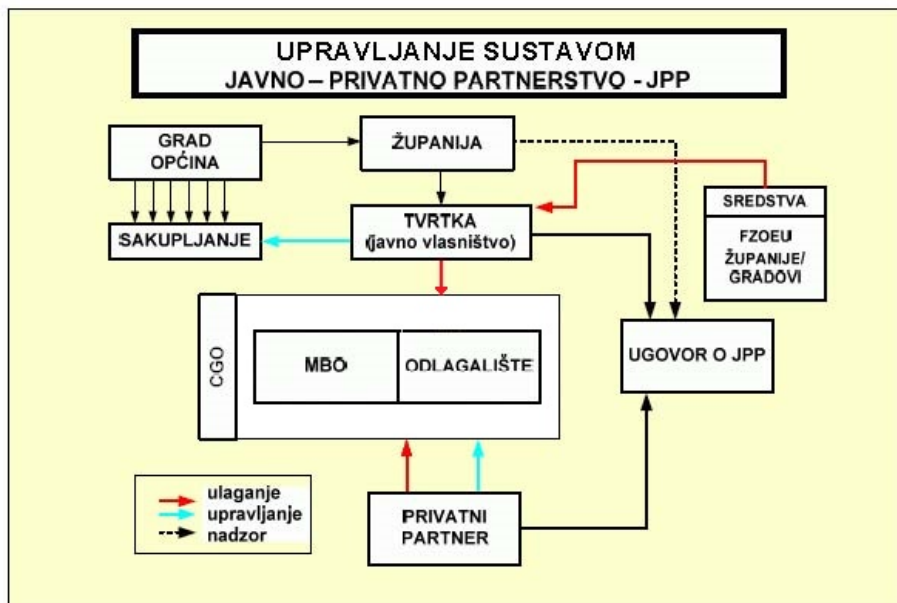 UPRAVLJANJE SUSTAVOM
JAVNO – PRIVATNO PARTNERSTVO - JPP
GRAD
OPĆINA
ŽUPANIJA
SREDSTVA
FZOEU
ŽUPANIJE/
GRADOVI
SAKUPLJANJE
TVRTKA
(javno vlasništvo)
CGO
MBO
ODLAGALIŠTE
UGOVOR O JPP
ulaganje
upravljanje
nadzor
PRIVATNI
PARTNER